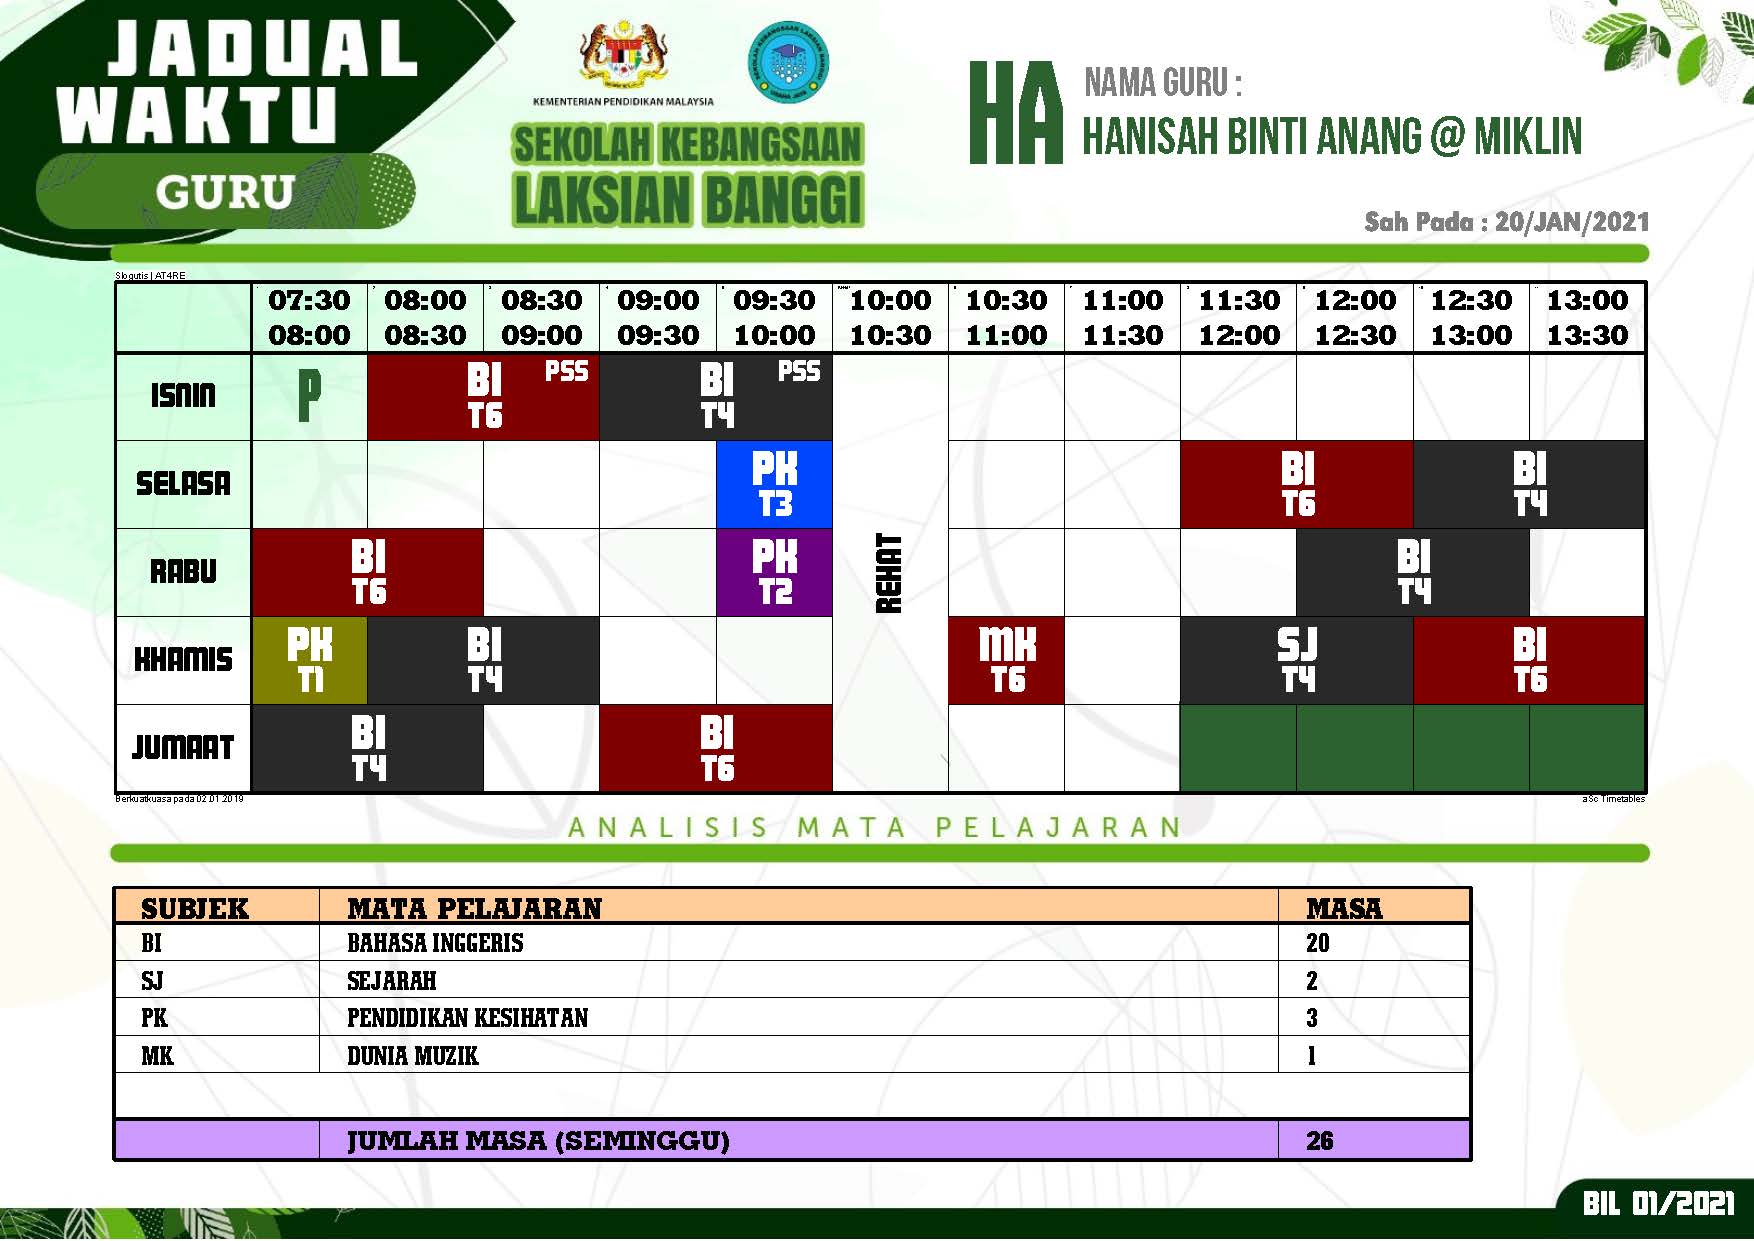 JADUAL
WAKTU
GURU
KEMENTERIAN PENDIDIKAN MALAYSIA
SEKOLAH KEBANGSAAN LAKSIAN BANGGI
USAHA JAYA
SEKOLAH KEBANGSAAN
LAKSIAN BANGGI
HA
NAMA GURU :
HANISAH BINTI ANANG @ MIKLIN
Sah Pada : 20/JAN/2021
Slogutis | AT4RE
07:30 08:00 08:30 09:00 09:30 10:00 10:30 11:00 11:30 12:00 12:30 13:00
08:00 08:30 09:00 09:30 10:00 10:30 11:00 11:30 12:00 12:30 13:00 13:30
ISNIN P BI PSS BI PSS
T6 T4
SELASA PK BI BI
T3 T6 T4
REHAT
RABU BI PK BI
T6 T2 T4
KHAMIS PK BI MK SJ BI
T1 T4 T6 T4 T6
JUMAAT BI BI
T4 T6
Berkuatkuasa pada 02.01.2019
aSc Timetables
ANALISIS MATA PELAJARAN
SUBJEK MATA PELAJARAN MASA
BI BAHASA INGGERIS 20
SJ SEJARAH 2
PK PENDIDIKAN KESIHATAN 3
MK DUNIA MUZIK 1
JUMLAH MASA (SEMINGGU) 26
BIL 01/2021